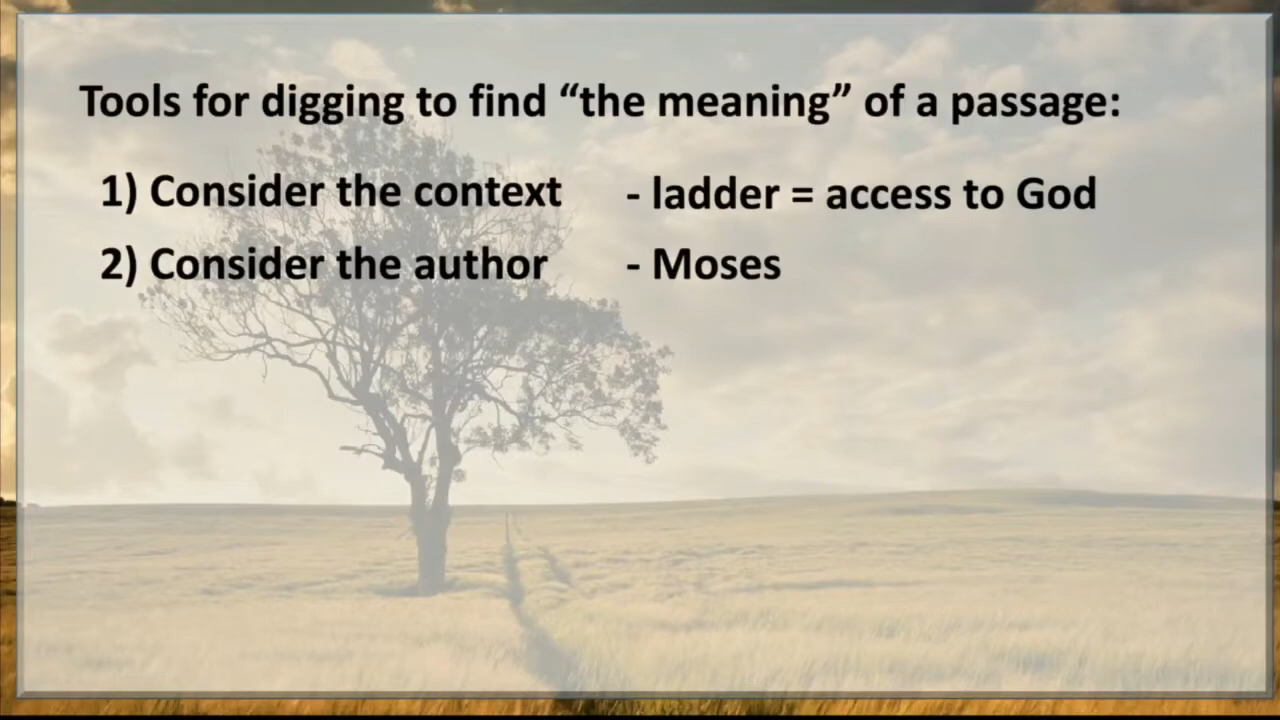 Tools for digging to find “the meaning” of a passage:
1) Consider the context - ladder = access to God
2) Consider the author - Moses